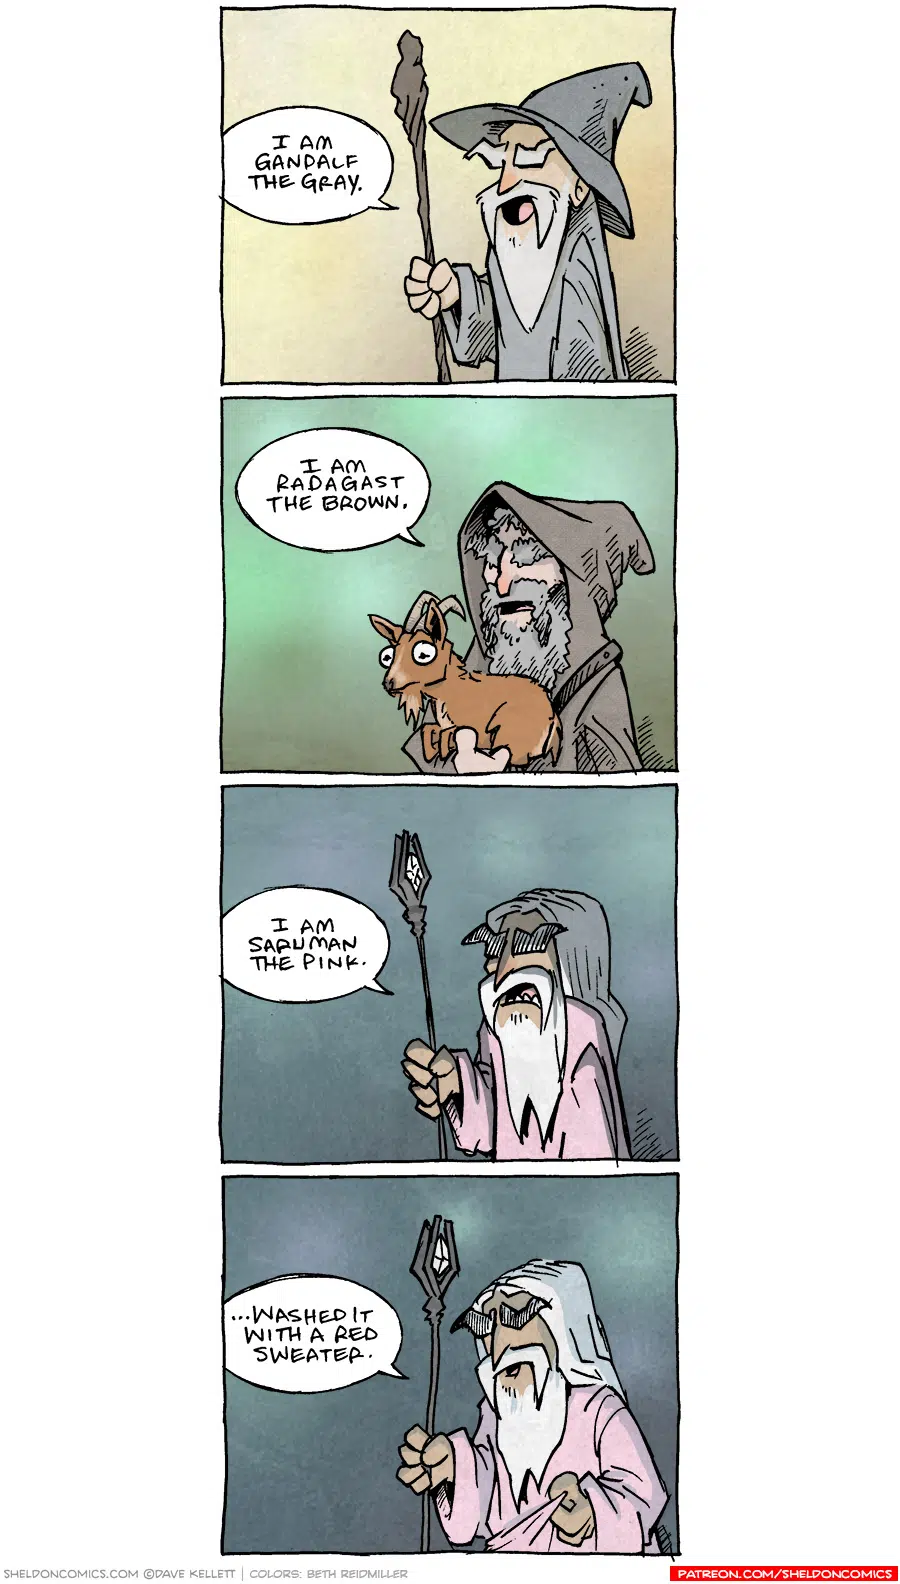 I AM
GANDALF
THE GRAY.
I AM
RADAGAST
THE BROWN.
I AM
SARUMAN
THE PINK.
...WASHED IT
WITH A RED
SWEATER.
SHELDONCOMICS.COM ©DAVE KELLETT | COLORS: BETH REIDMILLER
PATREON.COM/SHELDONCOMICS